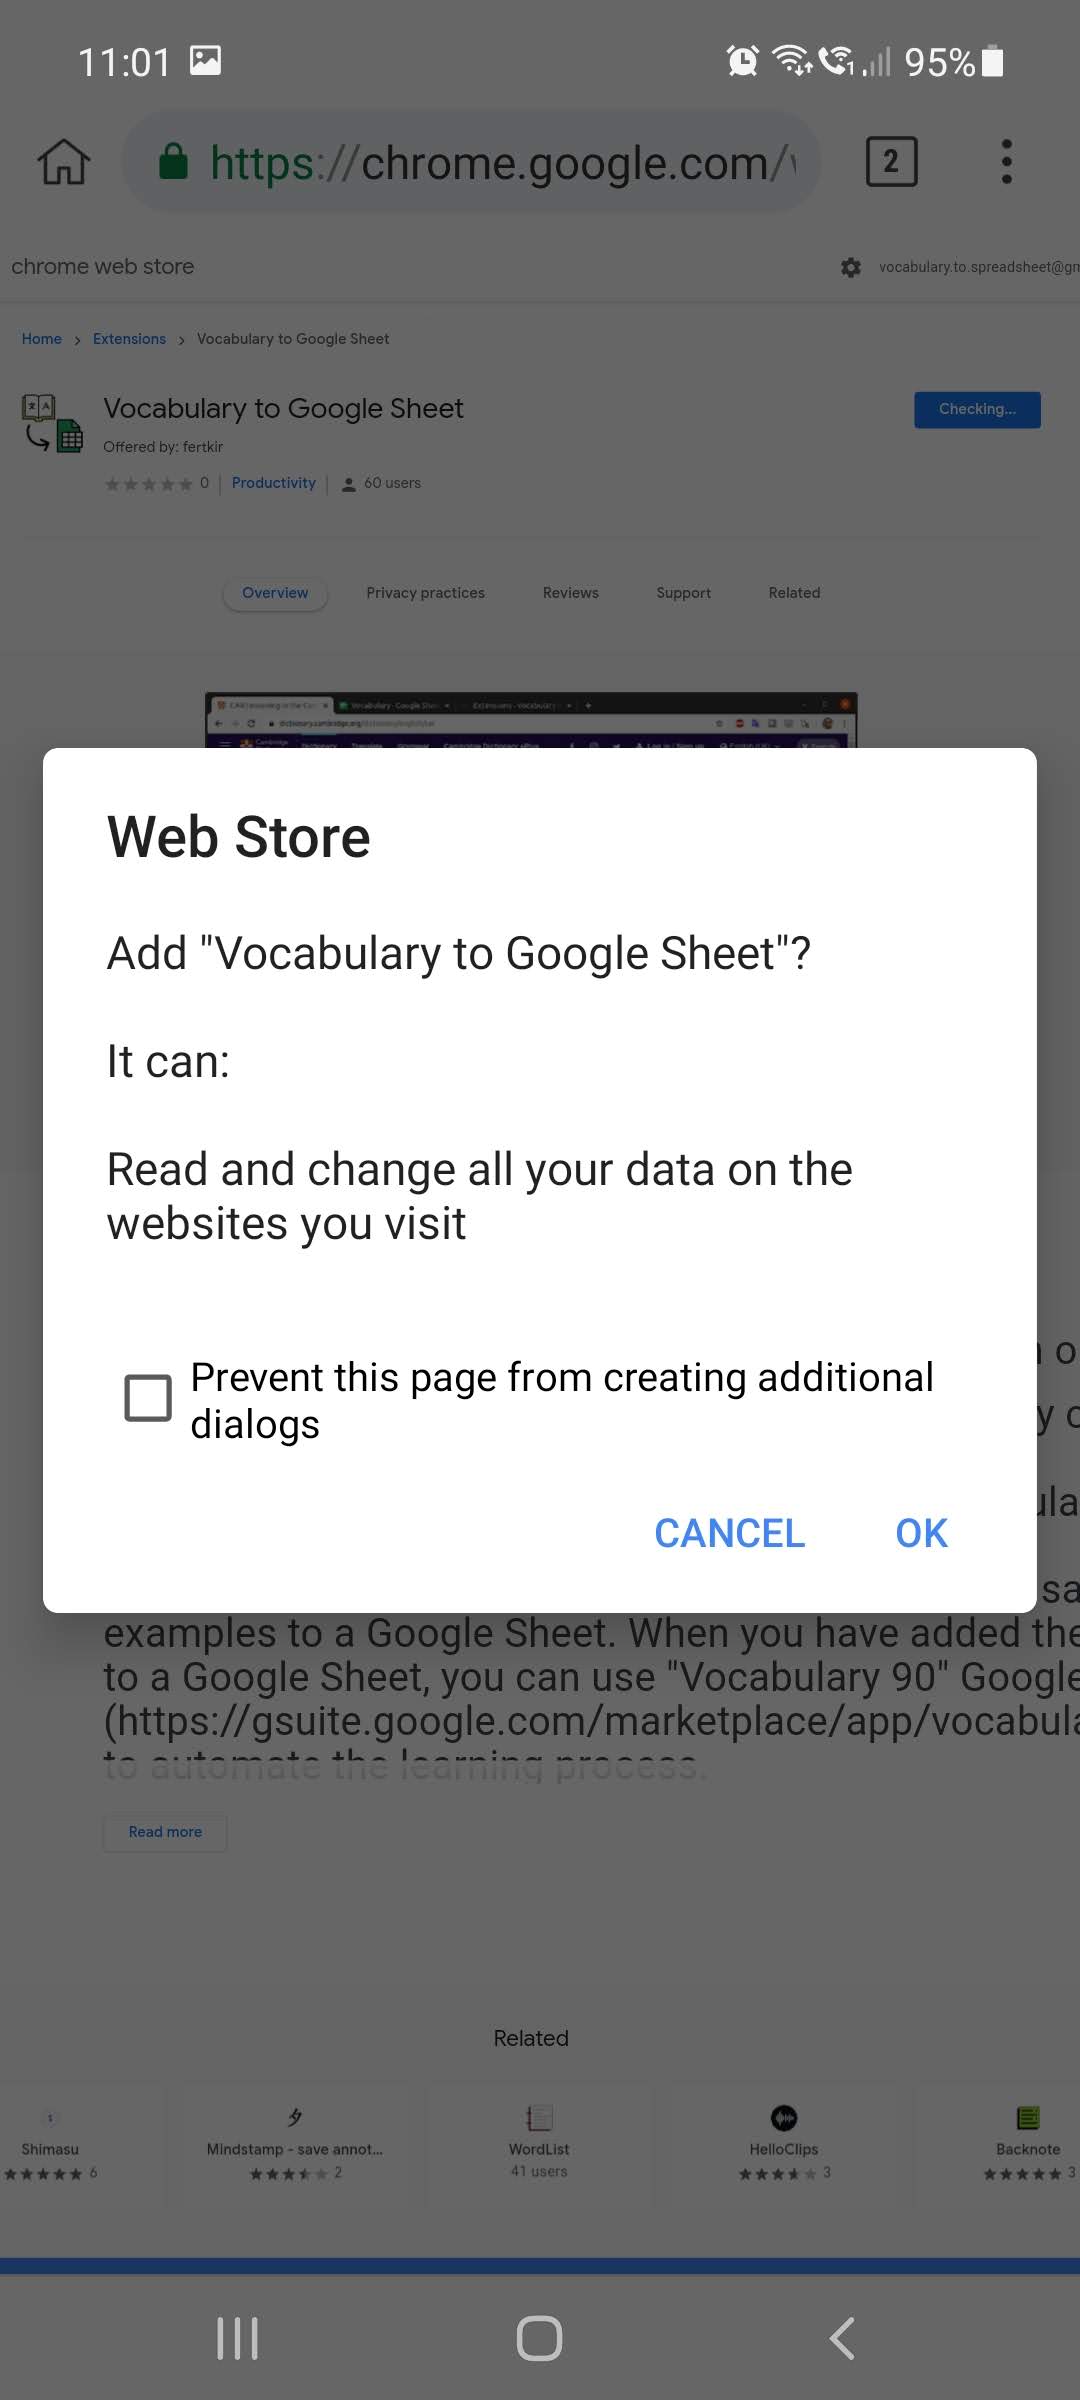 11:01
1
95%
https://chrome.google.com/
2
chrome web store
vocabulary.to.spreadsheet@gm
Home > Extensions > Vocabulary to Google Sheet
Vocabulary to Google Sheet
Checking...
Offered by: fertkir
0 | Productivity | 60 users
Overview
Privacy practices
Reviews
Support
Related
dictionary.cambridge.org
Web Store
Add "Vocabulary to Google Sheet"?
It can:
Read and change all your data on the
websites you visit
Prevent this page from creating additional
dialogs
CANCEL
OK
examples to a Google Sheet. When you have added the
to a Google Sheet, you can use "Vocabulary 90" Google
(https://gsuite.google.com/marketplace/app/vocabula
to automate the learning process.
Read more
Related
Shimasu
Mindstamp - save annot...
WordList
HelloClips
Backnote
6
2
41 users
3
3